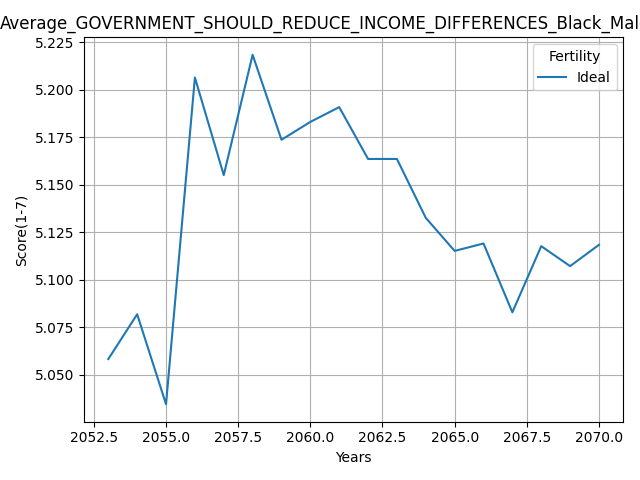 Average_GOVERNMENT_SHOULD_REDUCE_INCOME_DIFFERENCES_Black_Mal
5.225
5.200
5.175
5.150
5.125
5.100
5.075
5.050
Score(1-7)
Fertility
Ideal
2052.5 2055.0 2057.5 2060.0 2062.5 2065.0 2067.5 2070.0
Years